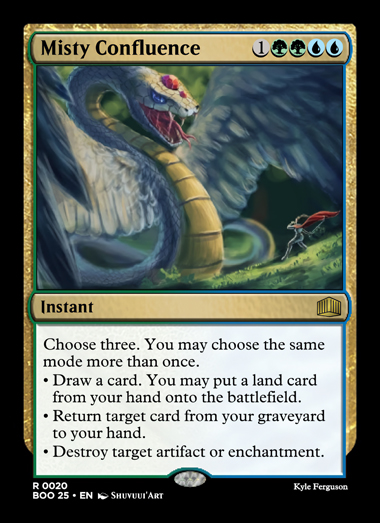 Misty Confluence 1
Instant
Choose three. You may choose the same
mode more than once.
• Draw a card. You may put a land card
from your hand onto the battlefield.
• Return target card from your graveyard
to your hand.
• Destroy target artifact or enchantment.
R 0020
BOO 25 • EN Shuvuui'Art
Kyle Ferguson